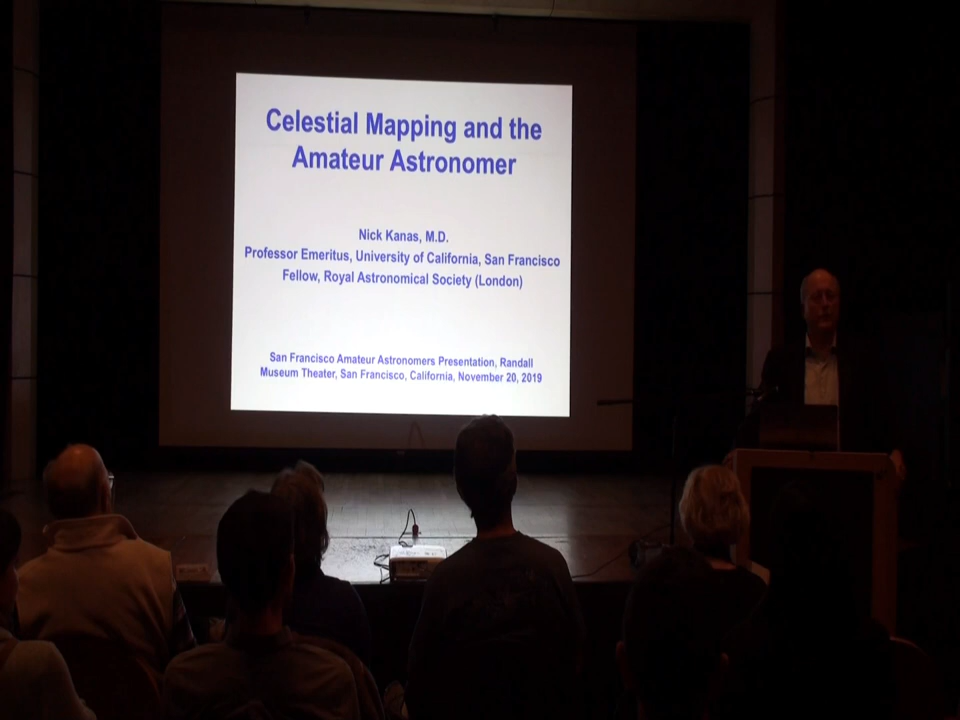 Celestial Mapping and the
Amateur Astronomer
Nick Kanas, M.D.
Professor Emeritus, University of California, San Francisco
Fellow, Royal Astronomical Society (London)
San Francisco Amateur Astronomers Presentation, Randall
Museum Theater, San Francisco, California, November 20, 2019